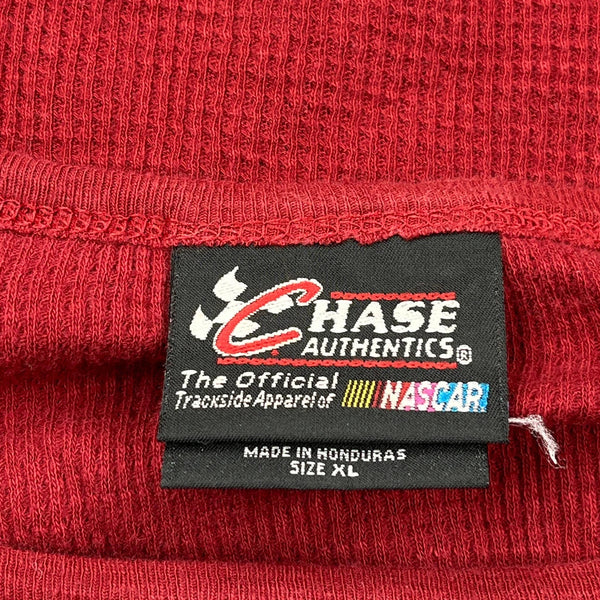 CHASE
AUTHENTICS®
The Official
Trackside Apparel of NASCAR
MADE IN HONDURAS
SIZE XL